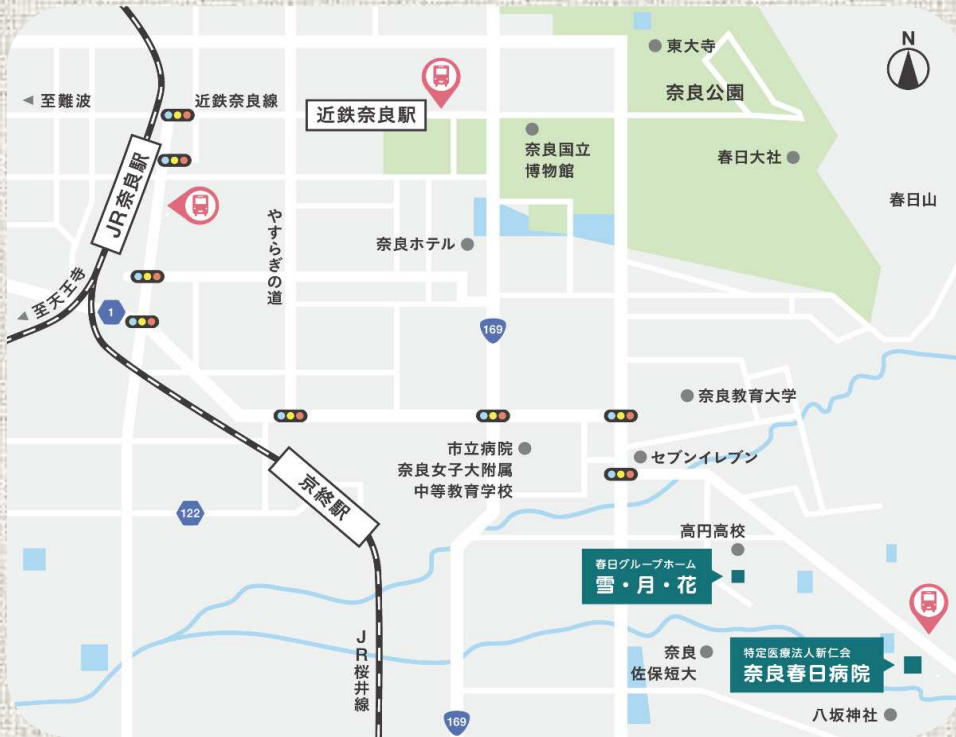 N
東大寺
奈良公園
◀ 至難波
近鉄奈良線
近鉄奈良駅
奈良国立
博物館
春日大社
JR奈良駅
春日山
やすらぎの道
奈良ホテル
◀ 至天王寺
1
169
奈良教育大学
市立病院
奈良女子大附属
中等教育学校
セブンイレブン
京終駅
122
高円高校
春日グループホーム
雪・月・花
JR桜井線
奈良
佐保短大
特定医療法人新仁会
奈良春日病院
169
八坂神社